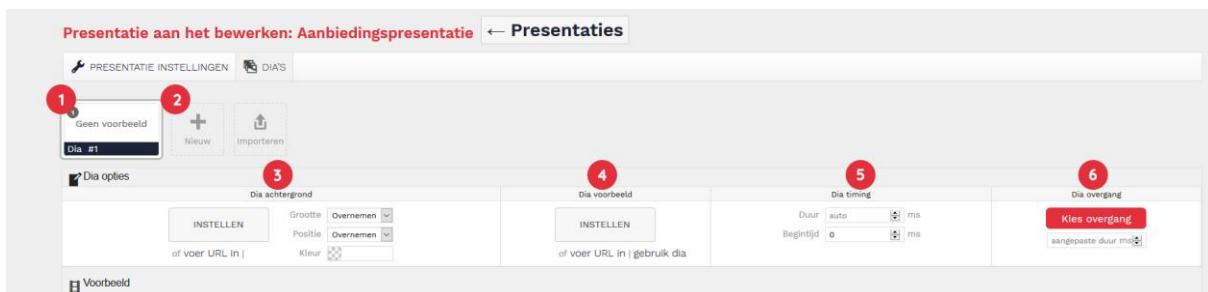 Presentatie aan het bewerken: Aanbiedingspresentatie ← Presentaties
PRESENTATIE INSTELLINGEN DIA'S
1 2
1
Geen voorbeeld
Nieuw Importeren
Dia #1
Dia opties
3 4 5 6
Dia achtergrond Dia voorbeeld Dia timing Dia overgang
INSTELLEN Grootte Overnemen INSTELLEN Duur auto ms Kies overgang
Positie Overnemen Begintijd 0 ms aangepaste duur ms
of voer URL in | Kleur of voer URL in | gebruik dia
Voorbeeld